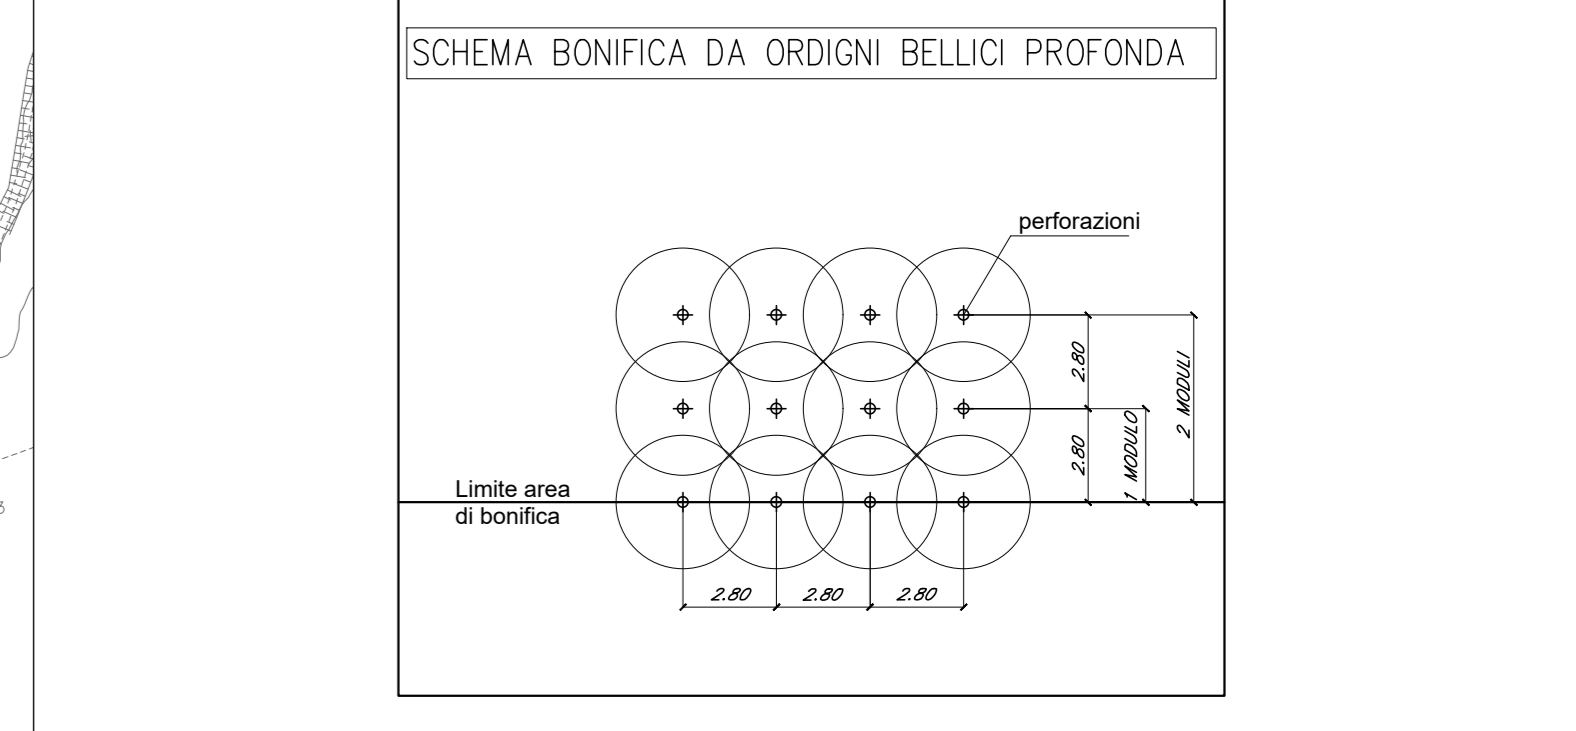 SCHEMA BONIFICA DA ORDIGNI BELLICI PROFONDA
perforazioni
2.80
2 MODULI
2.80
1 MODULO
Limite area
di bonifica
2.80
2.80
2.80